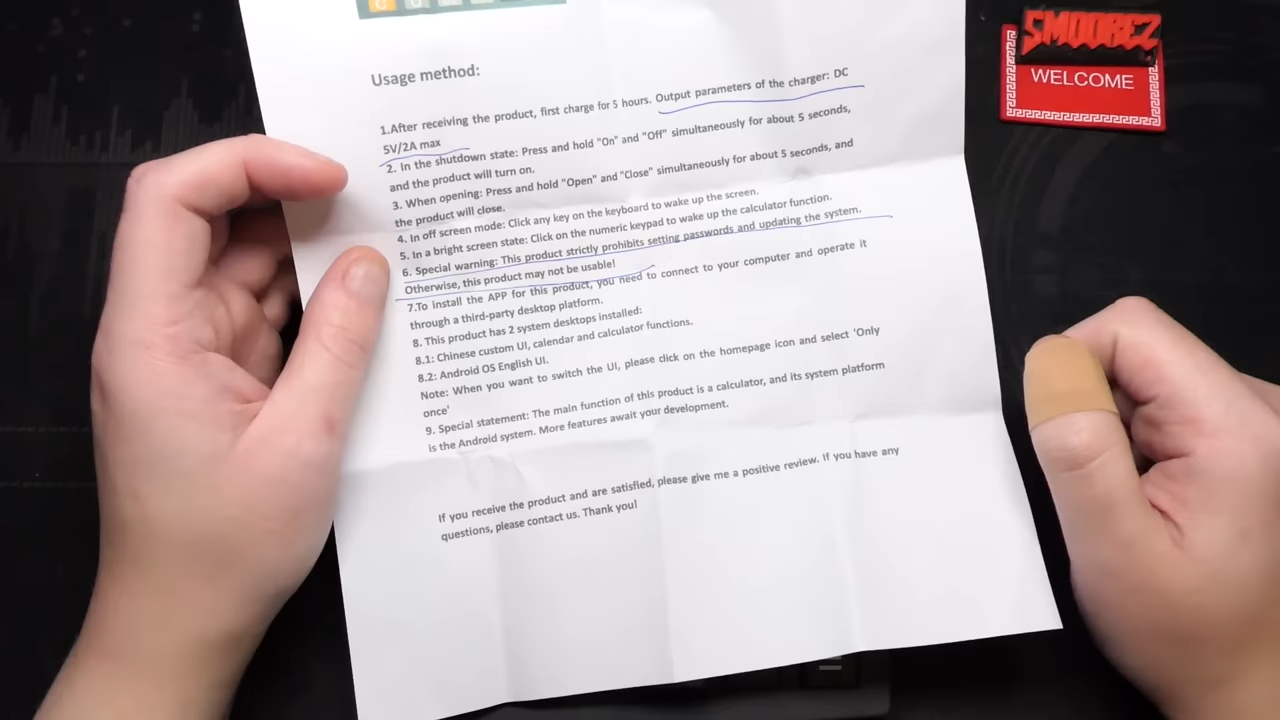 SMOOREZ
WELCOME
Usage method:
1.After receiving the product, first charge for 5 hours. Output parameters of the charger: DC
5V/2A max
2. In the shutdown state: Press and hold "On" and "Off" simultaneously for about 5 seconds,
and the product will turn on.
3. When opening: Press and hold "Open" and "Close" simultaneously for about 5 seconds, and
the product will close.
4. In off screen mode: Click any key on the keyboard to wake up the screen.
5. In a bright screen state: Click on the numeric keypad to wake up the calculator function.
6. Special warning: This product strictly prohibits setting passwords and updating the system.
Otherwise, this product may not be usable!
7.To install the APP for this product, you need to connect to your computer and operate it
through a third-party desktop platform.
8. This product has 2 system desktops installed:
8.1: Chinese custom UI, calendar and calculator functions.
8.2: Android OS English UI.
Note: When you want to switch the UI, please click on the homepage icon and select 'Only
once'
9. Special statement: The main function of this product is a calculator, and its system platform
is the Android system. More features await your development.
If you receive the product and are satisfied, please give me a positive review. If you have any
questions, please contact us. Thank you!